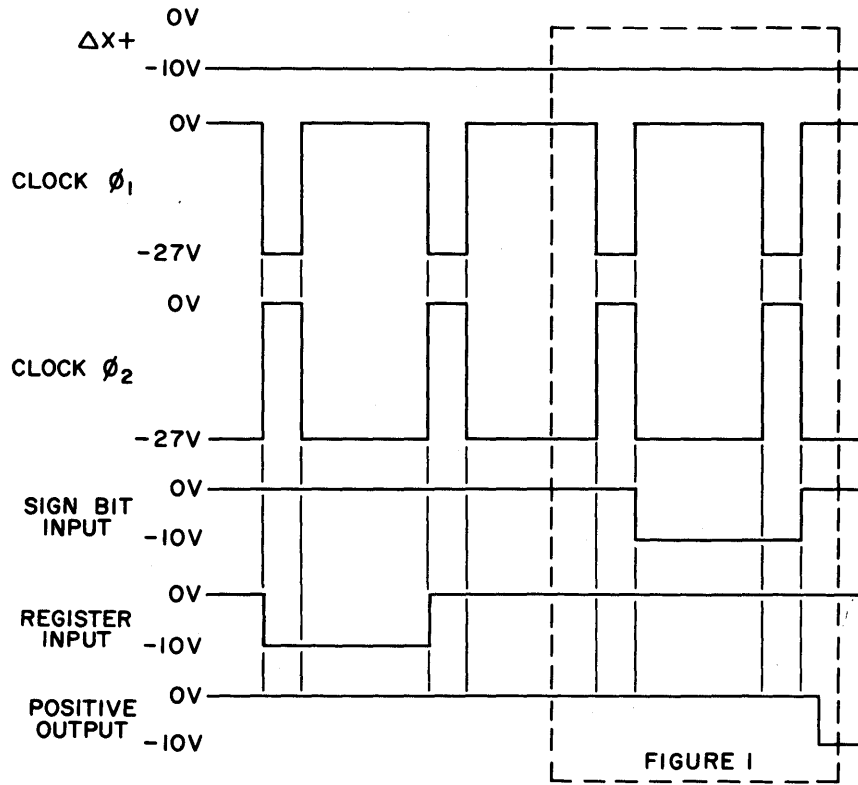 0V
ΔX+
-10V
0V
CLOCK Ø1
-27V
0V
CLOCK Ø2
-27V
0V
SIGN BIT
INPUT
-10V
0V
REGISTER
INPUT
-10V
0V
POSITIVE
OUTPUT
-10V
FIGURE 1